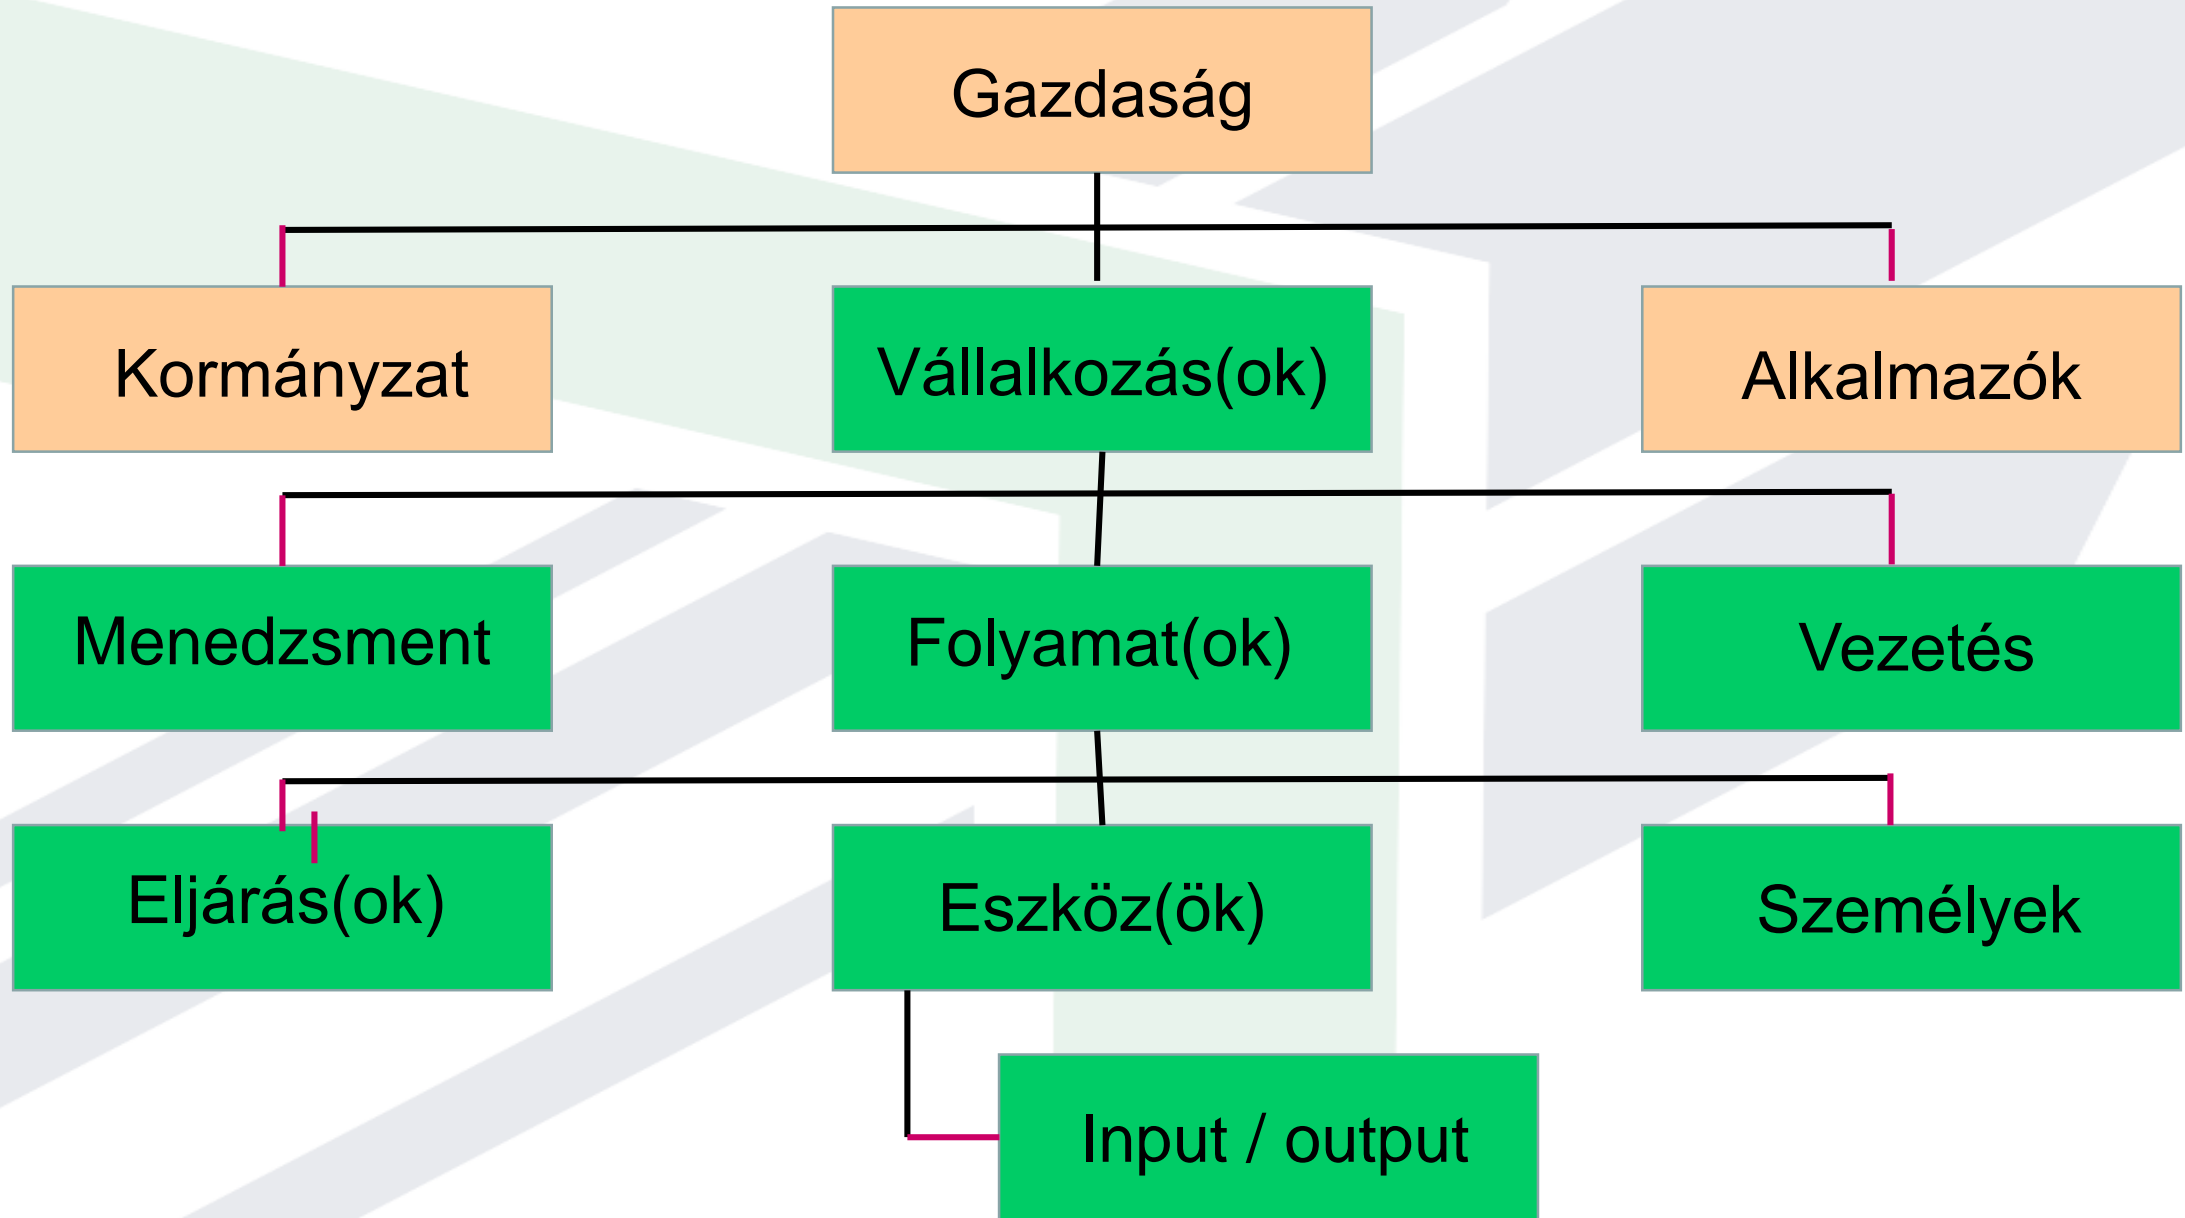 Gazdaság
Kormányzat
Vállalkozás(ok)
Alkalmazók
Menedzsment
Folyamat(ok)
Vezetés
Eljárás(ok)
Eszköz(ök)
Személyek
Input / output